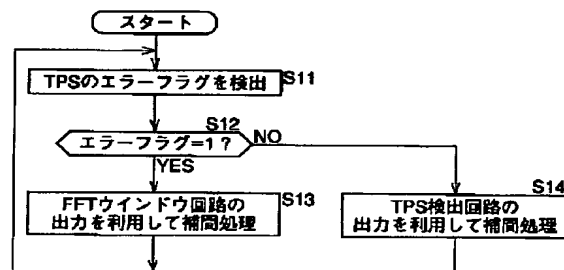 スタート
TPSのエラーフラグを検出
S11
エラーフラグ=1?
S12
NO
YES
FFTウインドウ回路の
出力を利用して補間処理
S13
TPS検出回路の
出力を利用して補間処理
S14